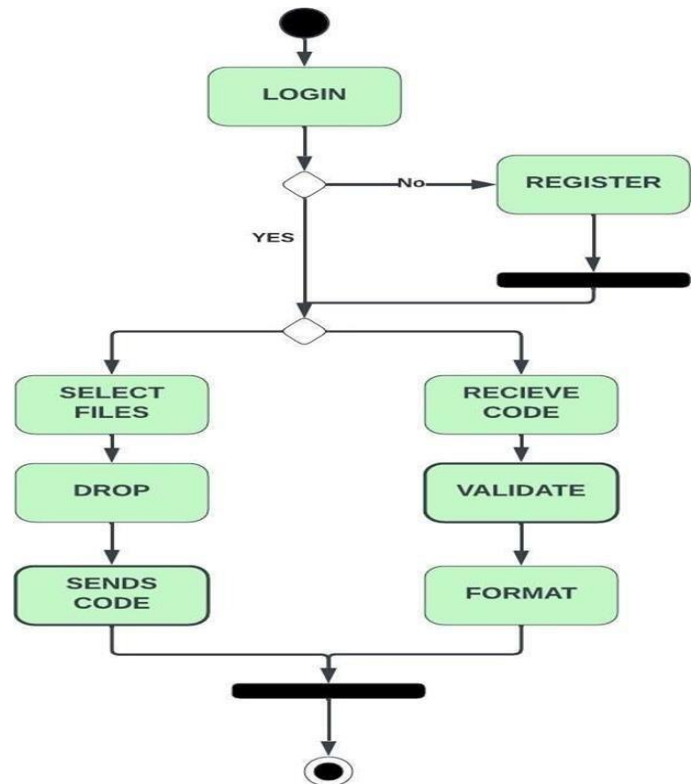 LOGIN
No
REGISTER
YES
SELECT
FILES
RECIEVE
CODE
DROP
VALIDATE
SENDS
CODE
FORMAT